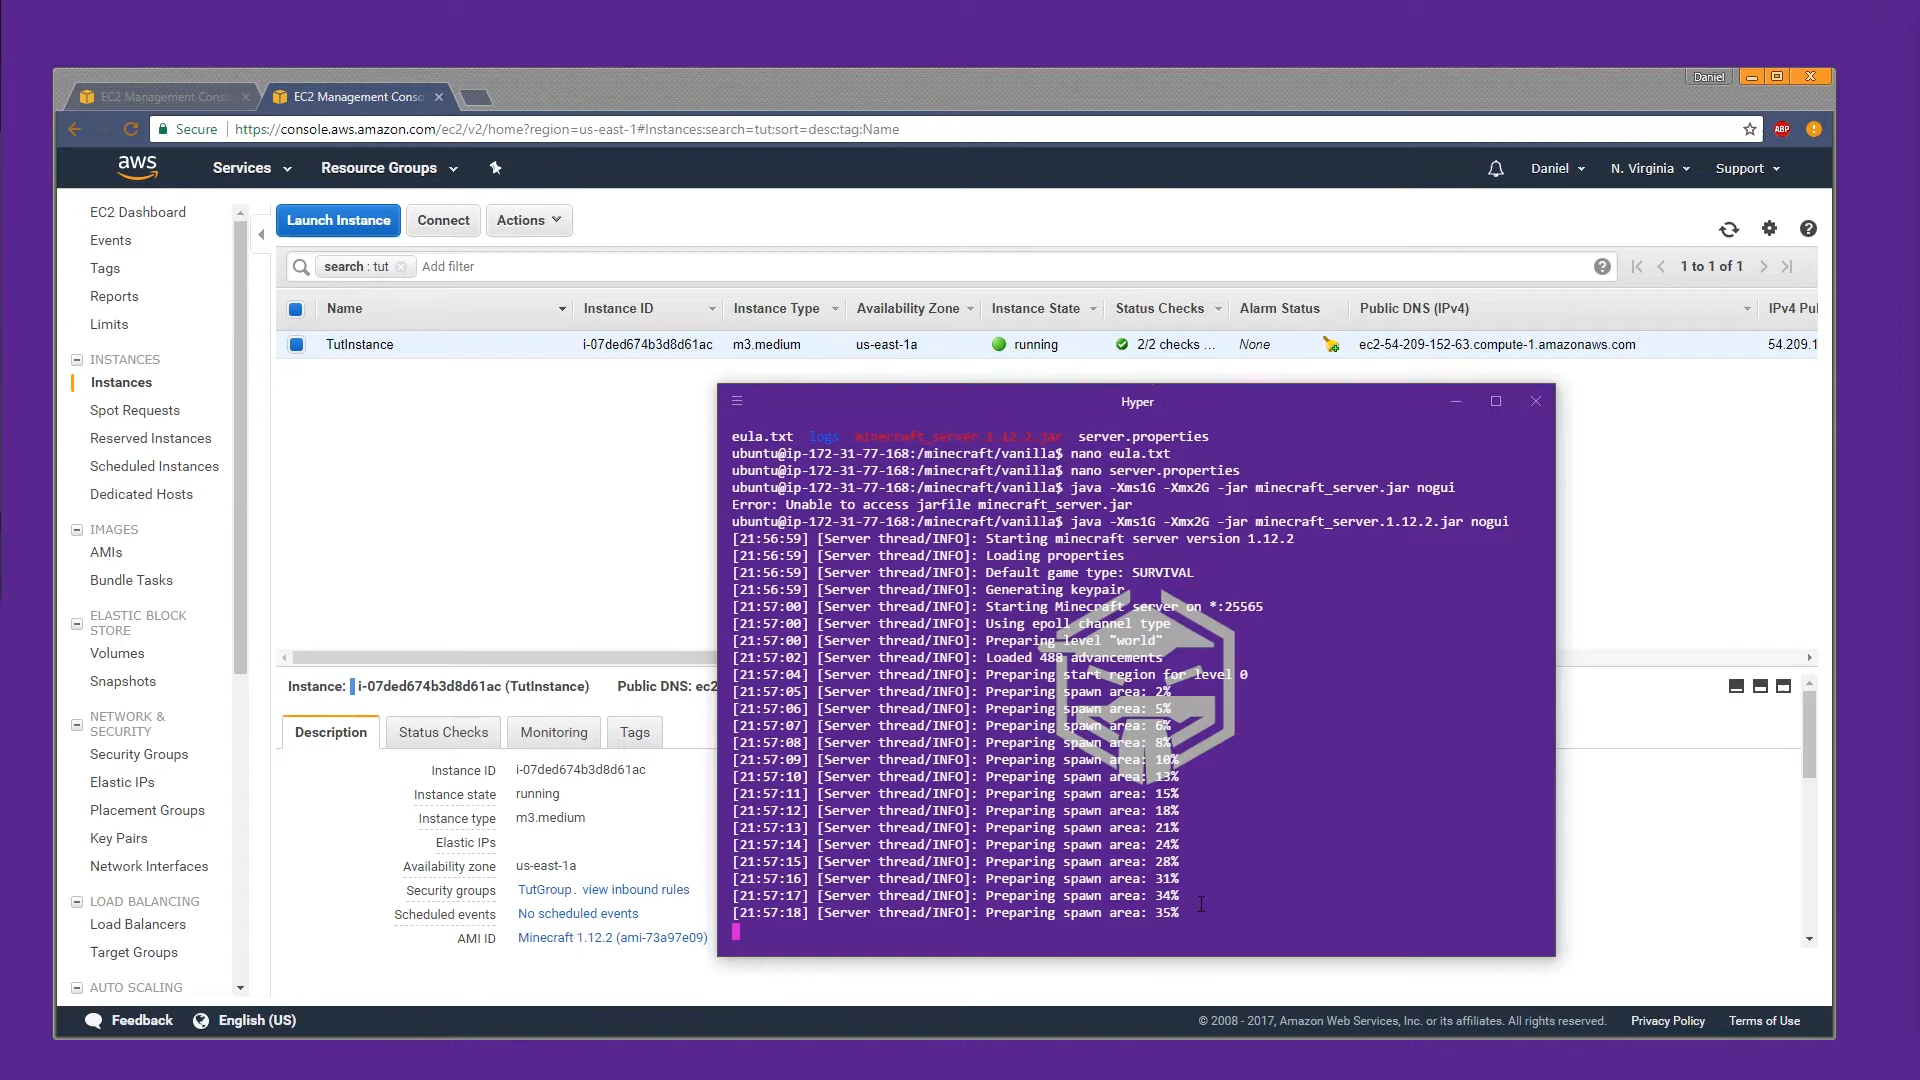 Daniel
EC2 Management Cons
EC2 Management Conso
Secure
https://console.aws.amazon.com/ec2/v2/home?region=us-east-1#Instances:search=tut;sort=desc:tag:Name
ABP
aws
Services
Resource Groups
Daniel
N. Virginia
Support
EC2 Dashboard
Events
Tags
Reports
Limits
INSTANCES
Instances
Spot Requests
Reserved Instances
Scheduled Instances
Dedicated Hosts
IMAGES
AMIs
Bundle Tasks
ELASTIC BLOCK
STORE
Volumes
Snapshots
NETWORK &
SECURITY
Security Groups
Elastic IPs
Placement Groups
Key Pairs
Network Interfaces
LOAD BALANCING
Load Balancers
Target Groups
AUTO SCALING
Launch Instance
Connect
Actions
search : tut
Add filter
1 to 1 of 1
Name
Instance ID
Instance Type
Availability Zone
Instance State
Status Checks
Alarm Status
Public DNS (IPv4)
IPv4 Pu
TutInstance
i-07ded674b3d8d61ac
m3.medium
us-east-1a
running
2/2 checks ...
None
ec2-54-209-152-63.compute-1.amazonaws.com
54.209.1
Instance: i-07ded674b3d8d61ac (TutInstance)
Public DNS: ec2
Description
Status Checks
Monitoring
Tags
Instance ID i-07ded674b3d8d61ac
Instance state running
Instance type m3.medium
Elastic IPs
Availability zone us-east-1a
Security groups TutGroup. view inbound rules
Scheduled events No scheduled events
AMI ID Minecraft 1.12.2 (ami-73a97e09)
Hyper
eula.txt logs minecraft_server.1.12.2.jar server.properties
ubuntu@ip-172-31-77-168:/minecraft/vanilla$ nano eula.txt
ubuntu@ip-172-31-77-168:/minecraft/vanilla$ nano server.properties
ubuntu@ip-172-31-77-168:/minecraft/vanilla$ java -Xms1G -Xmx2G -jar minecraft_server.jar nogui
Error: Unable to access jarfile minecraft_server.jar
ubuntu@ip-172-31-77-168:/minecraft/vanilla$ java -Xms1G -Xmx2G -jar minecraft_server.1.12.2.jar nogui
[21:56:59] [Server thread/INFO]: Starting minecraft server version 1.12.2
[21:56:59] [Server thread/INFO]: Loading properties
[21:56:59] [Server thread/INFO]: Default game type: SURVIVAL
[21:56:59] [Server thread/INFO]: Generating keypair
[21:57:00] [Server thread/INFO]: Starting Minecraft server on *:25565
[21:57:00] [Server thread/INFO]: Using epoll channel type
[21:57:00] [Server thread/INFO]: Preparing level "world"
[21:57:02] [Server thread/INFO]: Loaded 488 advancements
[21:57:04] [Server thread/INFO]: Preparing start region for level 0
[21:57:05] [Server thread/INFO]: Preparing spawn area: 2%
[21:57:06] [Server thread/INFO]: Preparing spawn area: 5%
[21:57:07] [Server thread/INFO]: Preparing spawn area: 6%
[21:57:08] [Server thread/INFO]: Preparing spawn area: 8%
[21:57:09] [Server thread/INFO]: Preparing spawn area: 10%
[21:57:10] [Server thread/INFO]: Preparing spawn area: 13%
[21:57:11] [Server thread/INFO]: Preparing spawn area: 15%
[21:57:12] [Server thread/INFO]: Preparing spawn area: 18%
[21:57:13] [Server thread/INFO]: Preparing spawn area: 21%
[21:57:14] [Server thread/INFO]: Preparing spawn area: 24%
[21:57:15] [Server thread/INFO]: Preparing spawn area: 28%
[21:57:16] [Server thread/INFO]: Preparing spawn area: 31%
[21:57:17] [Server thread/INFO]: Preparing spawn area: 34%
[21:57:18] [Server thread/INFO]: Preparing spawn area: 35%
Feedback
English (US)
© 2008 - 2017, Amazon Web Services, Inc. or its affiliates. All rights reserved.
Privacy Policy
Terms of Use